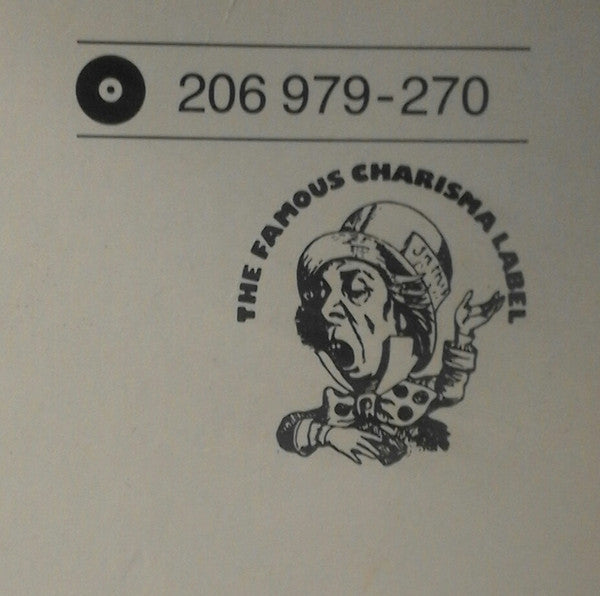 206 979-270
THE FAMOUS CHARISMA LABEL